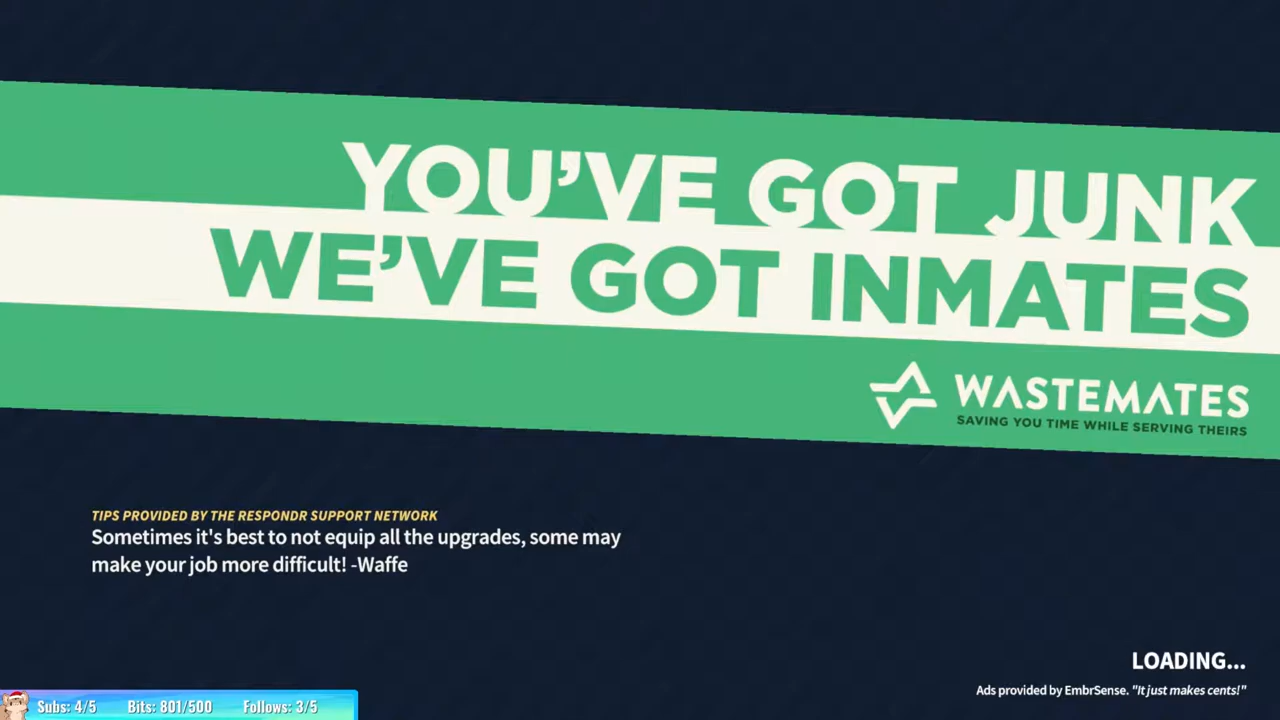 YOU’VE GOT JUNK
WE’VE GOT INMATES
WASTEMATES
SAVING YOU TIME WHILE SERVING THEIRS
TIPS PROVIDED BY THE RESPONDR SUPPORT NETWORK
Sometimes it's best to not equip all the upgrades, some may
make your job more difficult! -Waffe
LOADING...
Ads provided by EmbrSense. "It just makes cents!"
Subs: 4/5 Bits: 801/500 Follows: 3/5